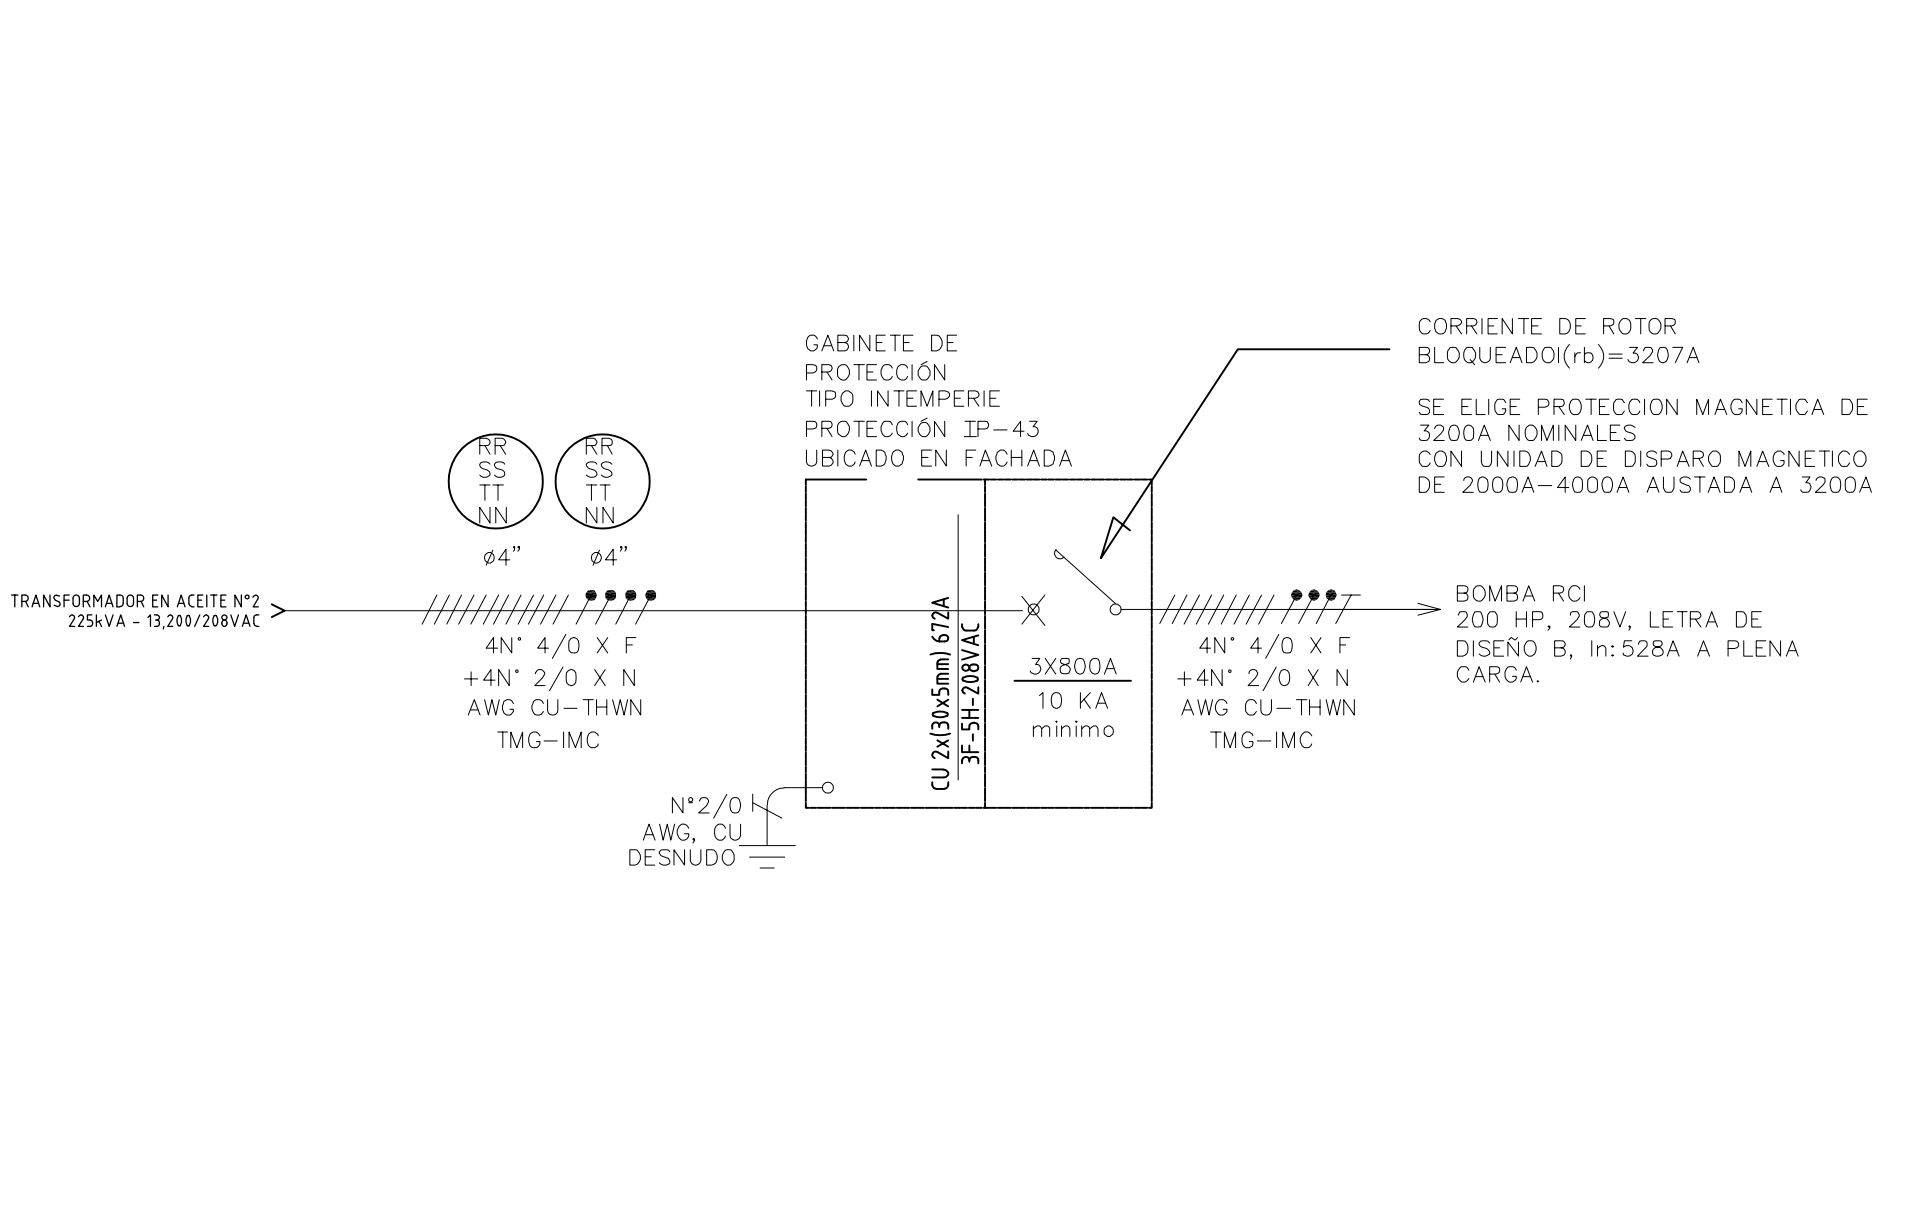 CORRIENTE DE ROTOR
BLOQUEADOI(rb)=3207A
SE ELIGE PROTECCION MAGNETICA DE
3200A NOMINALES
CON UNIDAD DE DISPARO MAGNETICO
DE 2000A-4000A AUSTADA A 3200A
GABINETE DE
PROTECCIÓN
TIPO INTEMPERIE
PROTECCIÓN IP-43
UBICADO EN FACHADA
RR
SS
TT
NN
ø4"
RR
SS
TT
NN
ø4"
TRANSFORMADOR EN ACEITE N°2
225kVA - 13,200/208VAC
4N° 4/0 X F
+4N° 2/0 X N
AWG CU-THWN
TMG-IMC
CU 2x(30x5mm) 672A
3F-5H-208VAC
3X800A
10 KA
minimo
4N° 4/0 X F
+4N° 2/0 X N
AWG CU-THWN
TMG-IMC
BOMBA RCI
200 HP, 208V, LETRA DE
DISEÑO B, In:528A A PLENA
CARGA.
Nº2/0
AWG, CU
DESNUDO